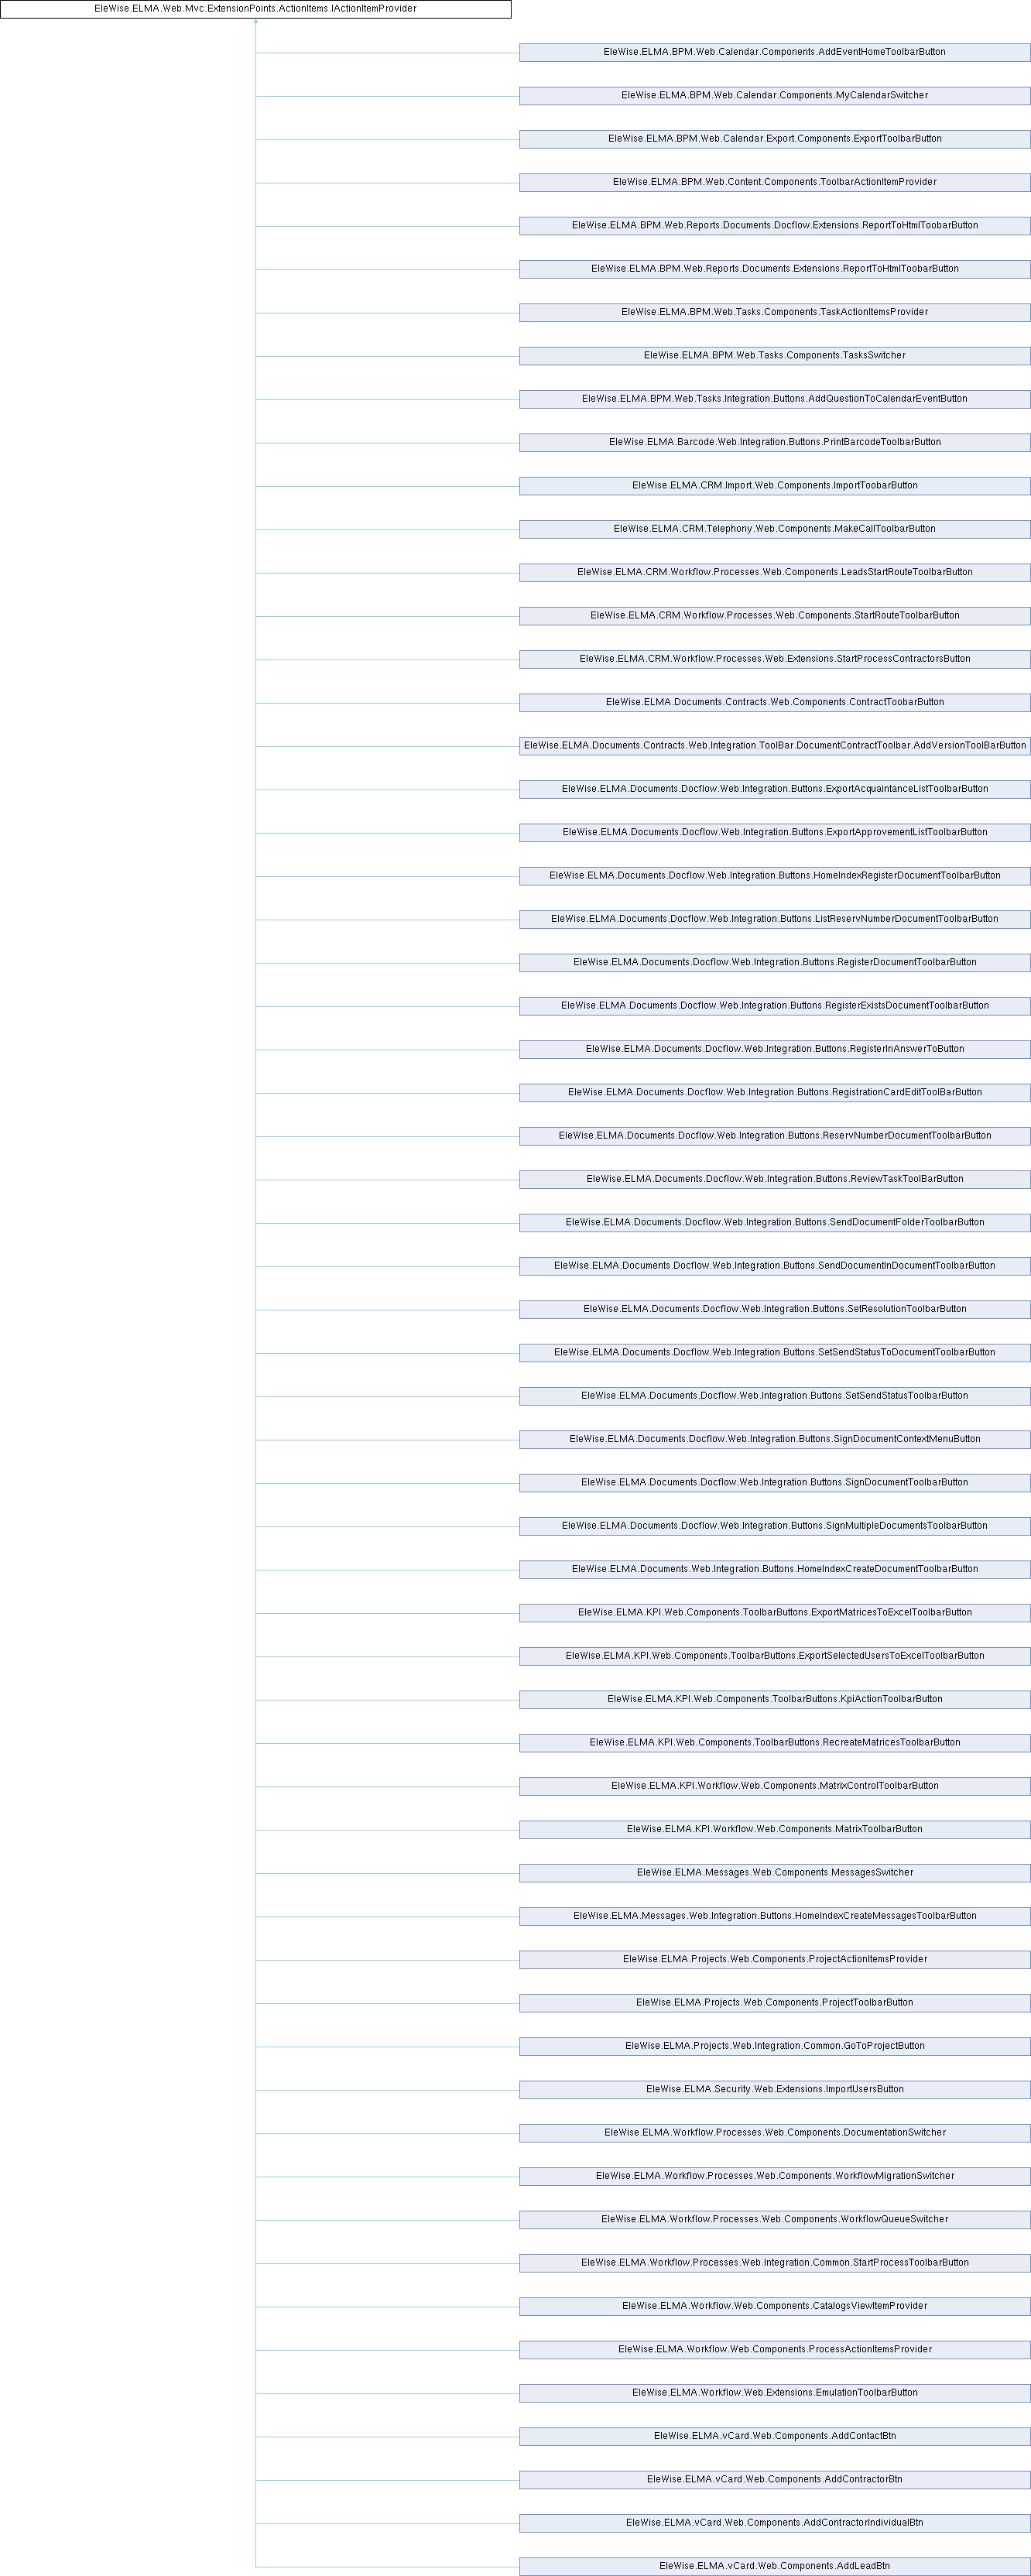 EleWise.ELMA.Web.Mvc.ExtensionPoints.ActionItems.IActionItemProvider
EleWise.ELMA.BPM.Web.Calendar.Components.AddEventHomeToolbarButton
EleWise.ELMA.BPM.Web.Calendar.Components.MyCalendarSwitcher
EleWise.ELMA.BPM.Web.Calendar.Export.Components.ExportToolbarButton
EleWise.ELMA.BPM.Web.Content.Components.ToolbarActionItemProvider
EleWise.ELMA.BPM.Web.Reports.Documents.Docflow.Extensions.ReportToHtmlToobarButton
EleWise.ELMA.BPM.Web.Reports.Documents.Extensions.ReportToHtmlToobarButton
EleWise.ELMA.BPM.Web.Tasks.Components.TaskActionItemsProvider
EleWise.ELMA.BPM.Web.Tasks.Components.TasksSwitcher
EleWise.ELMA.BPM.Web.Tasks.Integration.Buttons.AddQuestionToCalendarEventButton
EleWise.ELMA.Barcode.Web.Integration.Buttons.PrintBarcodeToolbarButton
EleWise.ELMA.CRM.Import.Web.Components.ImportToobarButton
EleWise.ELMA.CRM.Telephony.Web.Components.MakeCallToolbarButton
EleWise.ELMA.CRM.Workflow.Processes.Web.Components.LeadsStartRouteToolbarButton
EleWise.ELMA.CRM.Workflow.Processes.Web.Components.StartRouteToolbarButton
EleWise.ELMA.CRM.Workflow.Processes.Web.Extensions.StartProcessContractorsButton
EleWise.ELMA.Documents.Contracts.Web.Components.ContractToobarButton
EleWise.ELMA.Documents.Contracts.Web.Integration.ToolBar.DocumentContractToolbar.AddVersionToolBarButton
EleWise.ELMA.Documents.Docflow.Web.Integration.Buttons.ExportAcquaintanceListToolbarButton
EleWise.ELMA.Documents.Docflow.Web.Integration.Buttons.ExportApprovementListToolbarButton
EleWise.ELMA.Documents.Docflow.Web.Integration.Buttons.HomeIndexRegisterDocumentToolbarButton
EleWise.ELMA.Documents.Docflow.Web.Integration.Buttons.ListReservNumberDocumentToolbarButton
EleWise.ELMA.Documents.Docflow.Web.Integration.Buttons.RegisterDocumentToolbarButton
EleWise.ELMA.Documents.Docflow.Web.Integration.Buttons.RegisterExistsDocumentToolbarButton
EleWise.ELMA.Documents.Docflow.Web.Integration.Buttons.RegisterInAnswerToButton
EleWise.ELMA.Documents.Docflow.Web.Integration.Buttons.RegistrationCardEditToolBarButton
EleWise.ELMA.Documents.Docflow.Web.Integration.Buttons.ReservNumberDocumentToolbarButton
EleWise.ELMA.Documents.Docflow.Web.Integration.Buttons.ReviewTaskToolBarButton
EleWise.ELMA.Documents.Docflow.Web.Integration.Buttons.SendDocumentFolderToolbarButton
EleWise.ELMA.Documents.Docflow.Web.Integration.Buttons.SendDocumentInDocumentToolbarButton
EleWise.ELMA.Documents.Docflow.Web.Integration.Buttons.SetResolutionToolbarButton
EleWise.ELMA.Documents.Docflow.Web.Integration.Buttons.SetSendStatusToDocumentToolbarButton
EleWise.ELMA.Documents.Docflow.Web.Integration.Buttons.SetSendStatusToolbarButton
EleWise.ELMA.Documents.Docflow.Web.Integration.Buttons.SignDocumentContextMenuButton
EleWise.ELMA.Documents.Docflow.Web.Integration.Buttons.SignDocumentToolbarButton
EleWise.ELMA.Documents.Docflow.Web.Integration.Buttons.SignMultipleDocumentsToolbarButton
EleWise.ELMA.Documents.Web.Integration.Buttons.HomeIndexCreateDocumentToolbarButton
EleWise.ELMA.KPI.Web.Components.ToolbarButtons.ExportMatricesToExcelToolbarButton
EleWise.ELMA.KPI.Web.Components.ToolbarButtons.ExportSelectedUsersToExcelToolbarButton
EleWise.ELMA.KPI.Web.Components.ToolbarButtons.KpiActionToolbarButton
EleWise.ELMA.KPI.Web.Components.ToolbarButtons.RecreateMatricesToolbarButton
EleWise.ELMA.KPI.Workflow.Web.Components.MatrixControlToolbarButton
EleWise.ELMA.KPI.Workflow.Web.Components.MatrixToolbarButton
EleWise.ELMA.Messages.Web.Components.MessagesSwitcher
EleWise.ELMA.Messages.Web.Integration.Buttons.HomeIndexCreateMessagesToolbarButton
EleWise.ELMA.Projects.Web.Components.ProjectActionItemsProvider
EleWise.ELMA.Projects.Web.Components.ProjectToolbarButton
EleWise.ELMA.Projects.Web.Integration.Common.GoToProjectButton
EleWise.ELMA.Security.Web.Extensions.ImportUsersButton
EleWise.ELMA.Workflow.Processes.Web.Components.DocumentationSwitcher
EleWise.ELMA.Workflow.Processes.Web.Components.WorkflowMigrationSwitcher
EleWise.ELMA.Workflow.Processes.Web.Components.WorkflowQueueSwitcher
EleWise.ELMA.Workflow.Processes.Web.Integration.Common.StartProcessToolbarButton
EleWise.ELMA.Workflow.Web.Components.CatalogsViewItemProvider
EleWise.ELMA.Workflow.Web.Components.ProcessActionItemsProvider
EleWise.ELMA.Workflow.Web.Extensions.EmulationToolbarButton
EleWise.ELMA.vCard.Web.Components.AddContactBtn
EleWise.ELMA.vCard.Web.Components.AddContractorBtn
EleWise.ELMA.vCard.Web.Components.AddContractorIndividualBtn
EleWise.ELMA.vCard.Web.Components.AddLeadBtn